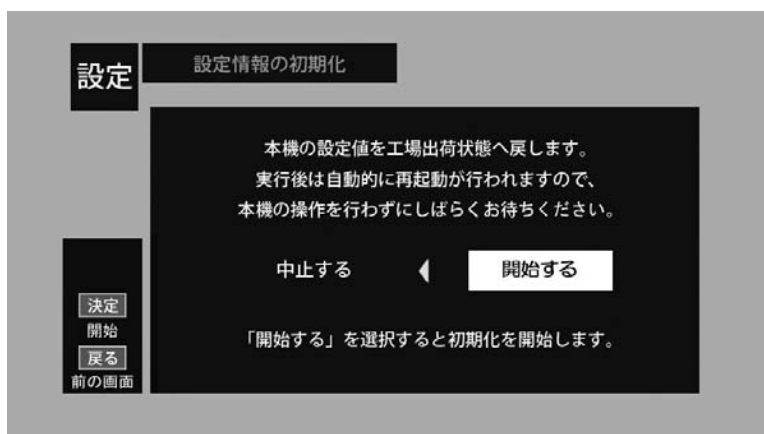 設定
設定情報の初期化
本機の設定値を工場出荷状態へ戻します。
実行後は自動的に再起動が行われますので、
本機の操作を行わずにしばらくお待ちください。
中止する
開始する
「開始する」を選択すると初期化を開始します。
決定
開始
戻る
前の画面